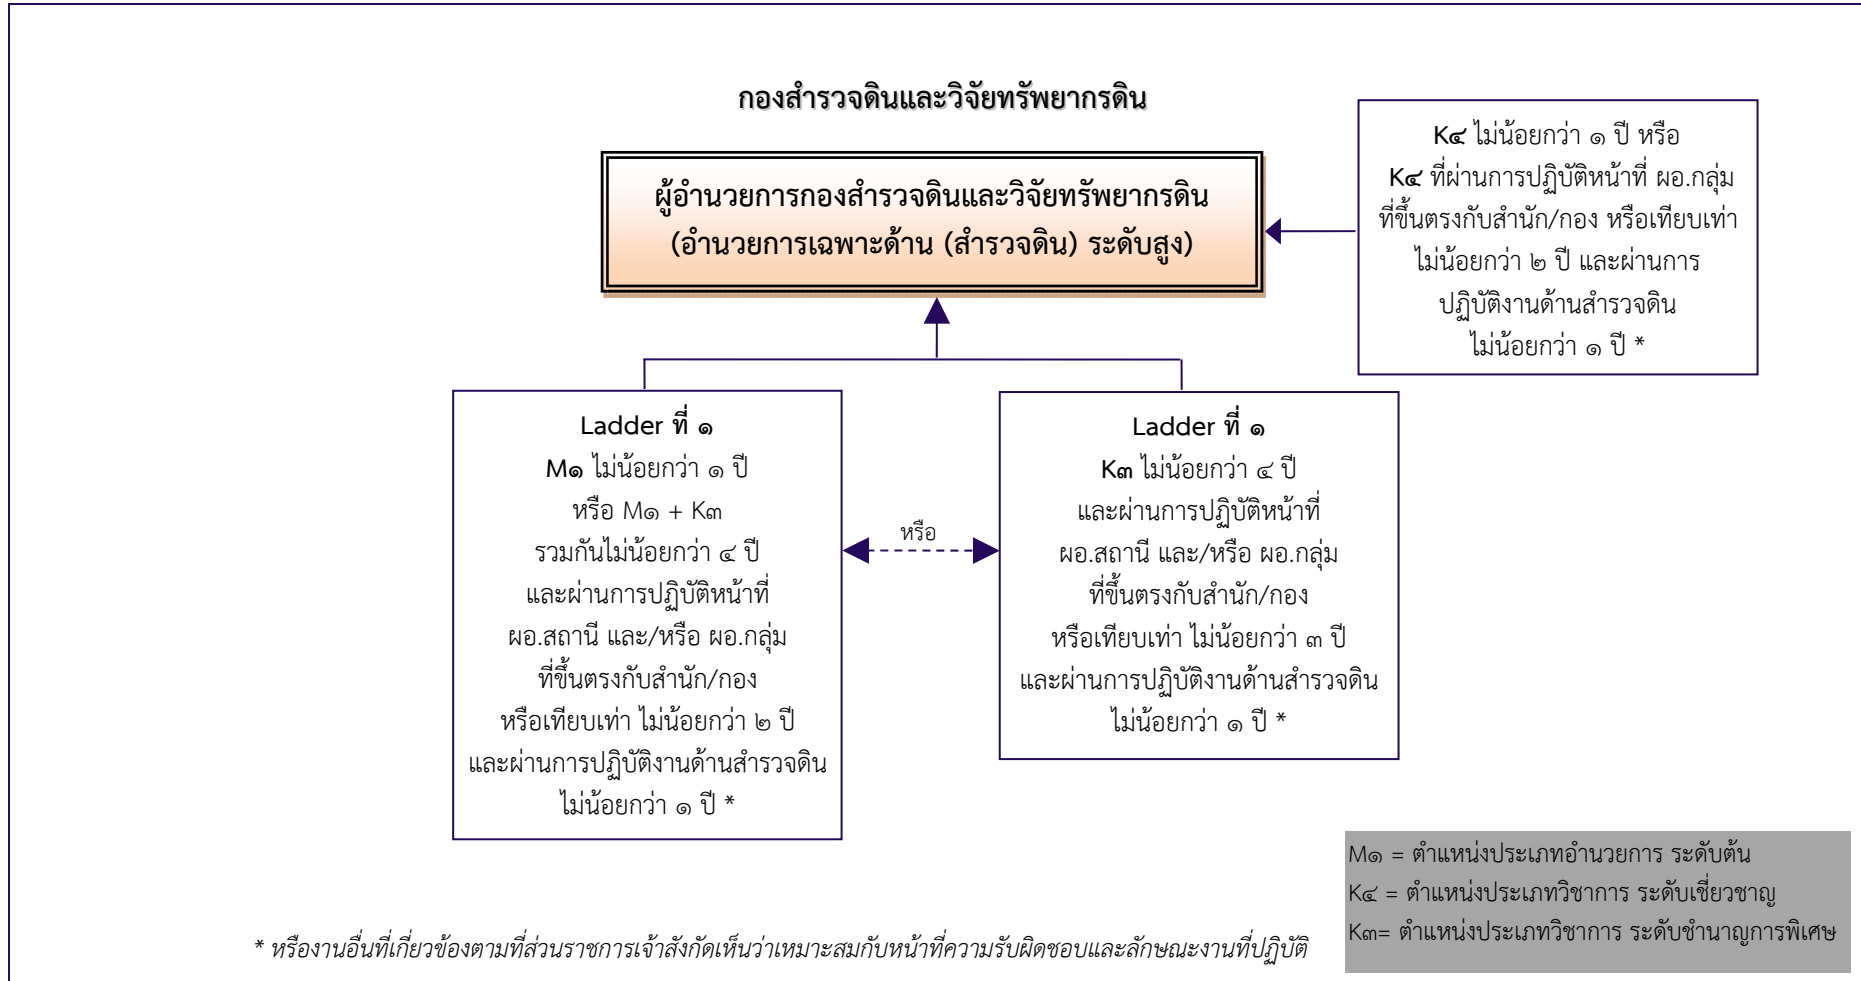 กองสำรวจดินและวิจัยทรัพยากรดิน
ผู้อำนวยการกองสำรวจดินและวิจัยทรัพยากรดิน
(อำนวยการเฉพาะด้าน (สำรวจดิน) ระดับสูง)
K๔ ไม่น้อยกว่า ๑ ปี หรือ
K๔ ที่ผ่านการปฏิบัติหน้าที่ ผอ.กลุ่ม
ที่ขึ้นตรงกับสำนัก/กอง หรือเทียบเท่า
ไม่น้อยกว่า ๒ ปี และผ่านการ
ปฏิบัติงานด้านสำรวจดิน
ไม่น้อยกว่า ๑ ปี *
Ladder ที่ ๑
M๑ ไม่น้อยกว่า ๑ ปี
หรือ M๑ + K๓
รวมกันไม่น้อยกว่า ๔ ปี
และผ่านการปฏิบัติหน้าที่
ผอ.สถานี และ/หรือ ผอ.กลุ่ม
ที่ขึ้นตรงกับสำนัก/กอง
หรือเทียบเท่า ไม่น้อยกว่า ๒ ปี
และผ่านการปฏิบัติงานด้านสำรวจดิน
ไม่น้อยกว่า ๑ ปี *
หรือ
Ladder ที่ ๑
K๓ ไม่น้อยกว่า ๔ ปี
และผ่านการปฏิบัติหน้าที่
ผอ.สถานี และ/หรือ ผอ.กลุ่ม
ที่ขึ้นตรงกับสำนัก/กอง
หรือเทียบเท่า ไม่น้อยกว่า ๓ ปี
และผ่านการปฏิบัติงานด้านสำรวจดิน
ไม่น้อยกว่า ๑ ปี *
M๑ = ตำแหน่งประเภทอำนวยการ ระดับต้น
K๔ = ตำแหน่งประเภทวิชาการ ระดับเชี่ยวชาญ
K๓= ตำแหน่งประเภทวิชาการ ระดับชำนาญการพิเศษ
* หรืองานอื่นที่เกี่ยวข้องตามที่ส่วนราชการเจ้าสังกัดเห็นว่าเหมาะสมกับหน้าที่ความรับผิดชอบและลักษณะงานที่ปฏิบัติ